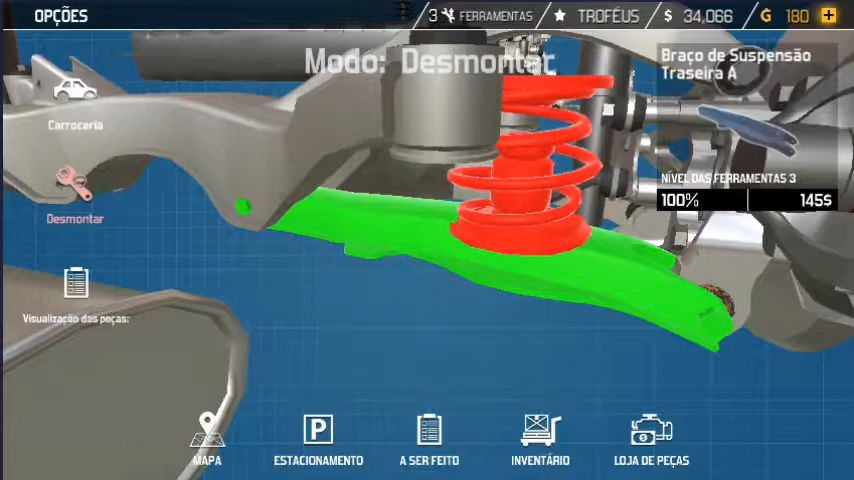 OPÇÕES
3 FERRAMENTAS
TROFÉUS
$ 34,066
G 180
Modo: Desmontar
Braço de Suspensão
Traseira A
Carroceria
NÍVEL DAS FERRAMENTAS 3
100%
145$
Desmontar
Visualização das peças:
MAPA
P
ESTACIONAMENTO
A SER FEITO
INVENTÁRIO
LOJA DE PEÇAS